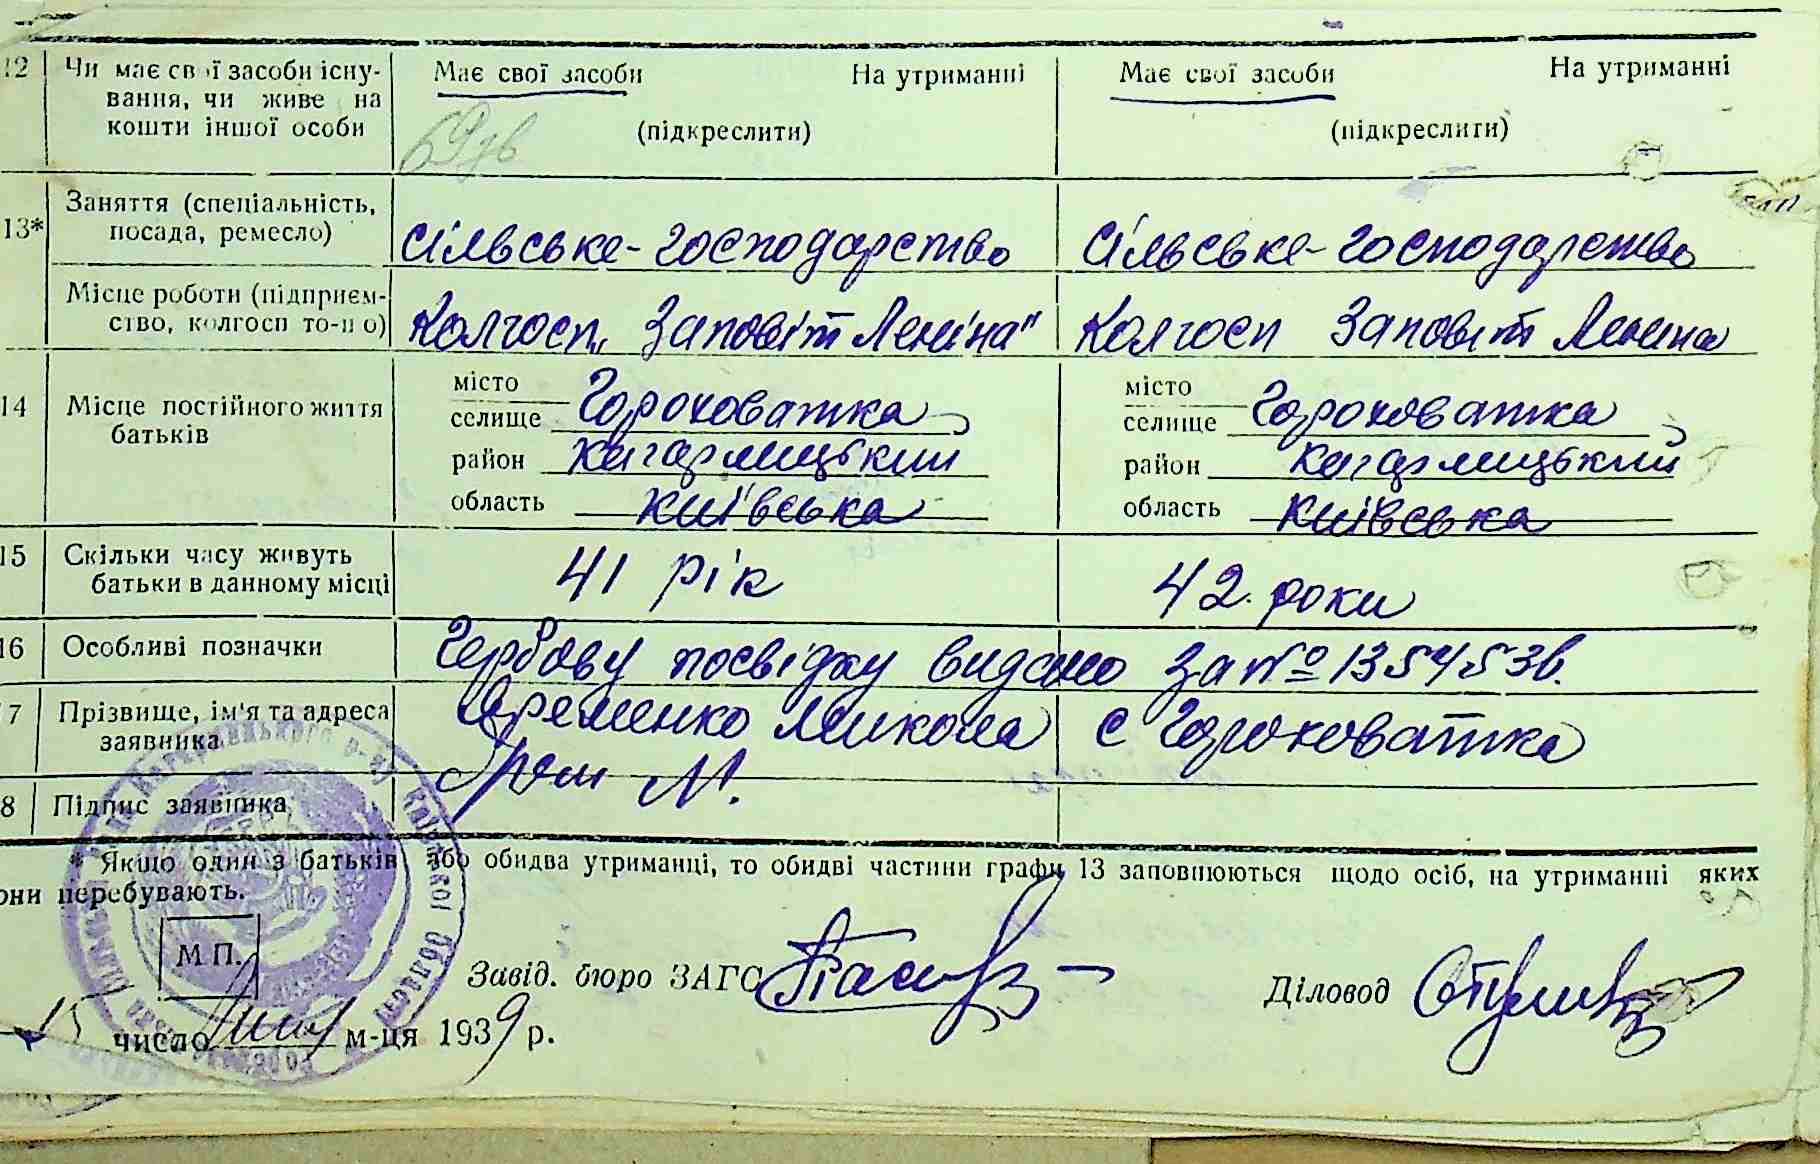 12 Чи має свої засоби існу- Має свої засоби На утриманні Має свої засоби На утриманні
вання, чи живе на
кошти іншої особи (підкреслити) (підкреслити)
Заняття (спеціальність,
13* посада, ремесло) сільське-господарство сільське-господарство
Місце роботи (підприєм-
ство, колгосп то-що) Колгосп „Заповіт Леніна" Колгосп Заповіт Леніна
місто місто
14 Місце постійного життя селище Гороховатка селище Гороховатка
батьків район Кагарлицький район Кагарлицький
область Київська область Київська
15 Скільки часу живуть
батьки в данному місці 41 рік 42 роки
16 Особливі позначки Гербову посвідку видано за №
7 Прізвище, ім'я та адреса Яременко Микола с Гороховатка
заявника
8 Підпис заявника
* Якщо один з батьків або обидва утриманці, то обидві частини графи 13 заповнюються щодо осіб, на утриманні яких
они перебувають.
М П.
Завід. бюро ЗАГС Діловод
15 число м-ця 1939 р.